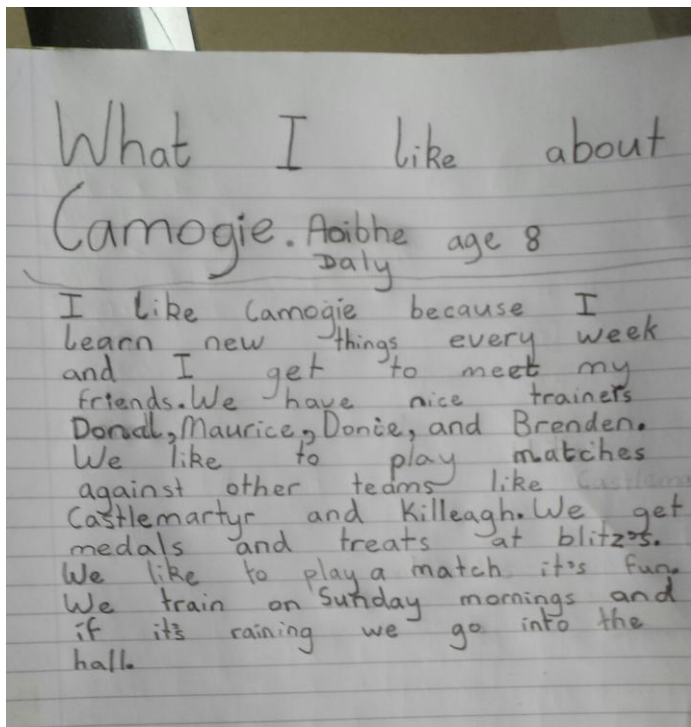 What I like about
Camogie. Aoibhe age 8
Daly
I like Camogie because I
learn new things every week
and I get to meet my
friends. We have nice trainers
Donal, Maurice, Donie, and Brenden.
We like to play matches
against other teams like
Castlemartyr and Killeagh. We get
medals and treats at blitz's.
We like to play a match it's fun.
We train on Sunday mornings and
if it's raining we go into the
hall.